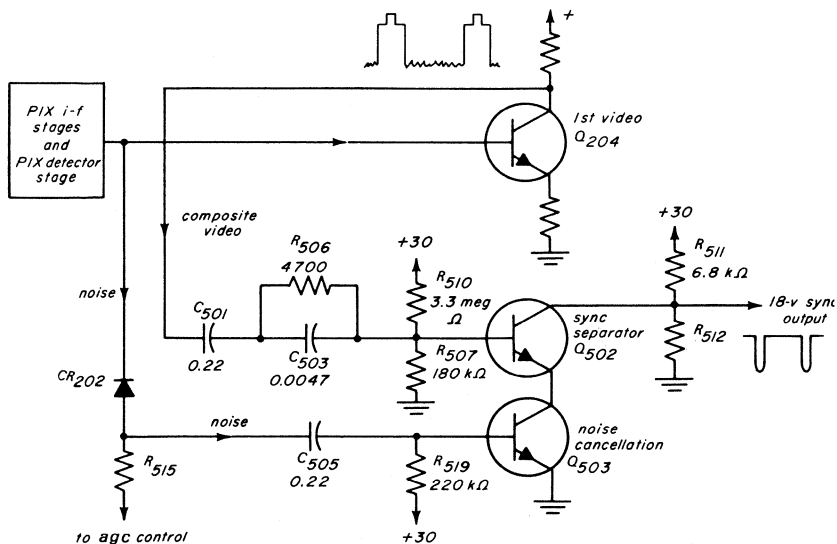 PIX i-f
stages
and
PIX detector
stage
+
1st video
Q204
composite
video
R506
4700
+30
R510
3.3 meg
Ω
+30
R511
6.8 kΩ
noise
C501
0.22
C503
0.0047
R507
180 kΩ
sync
separator
Q502
18-v sync
output
R512
CR202
noise
C505
0.22
R519
220 kΩ
noise
cancellation
Q503
R515
to agc control
+30